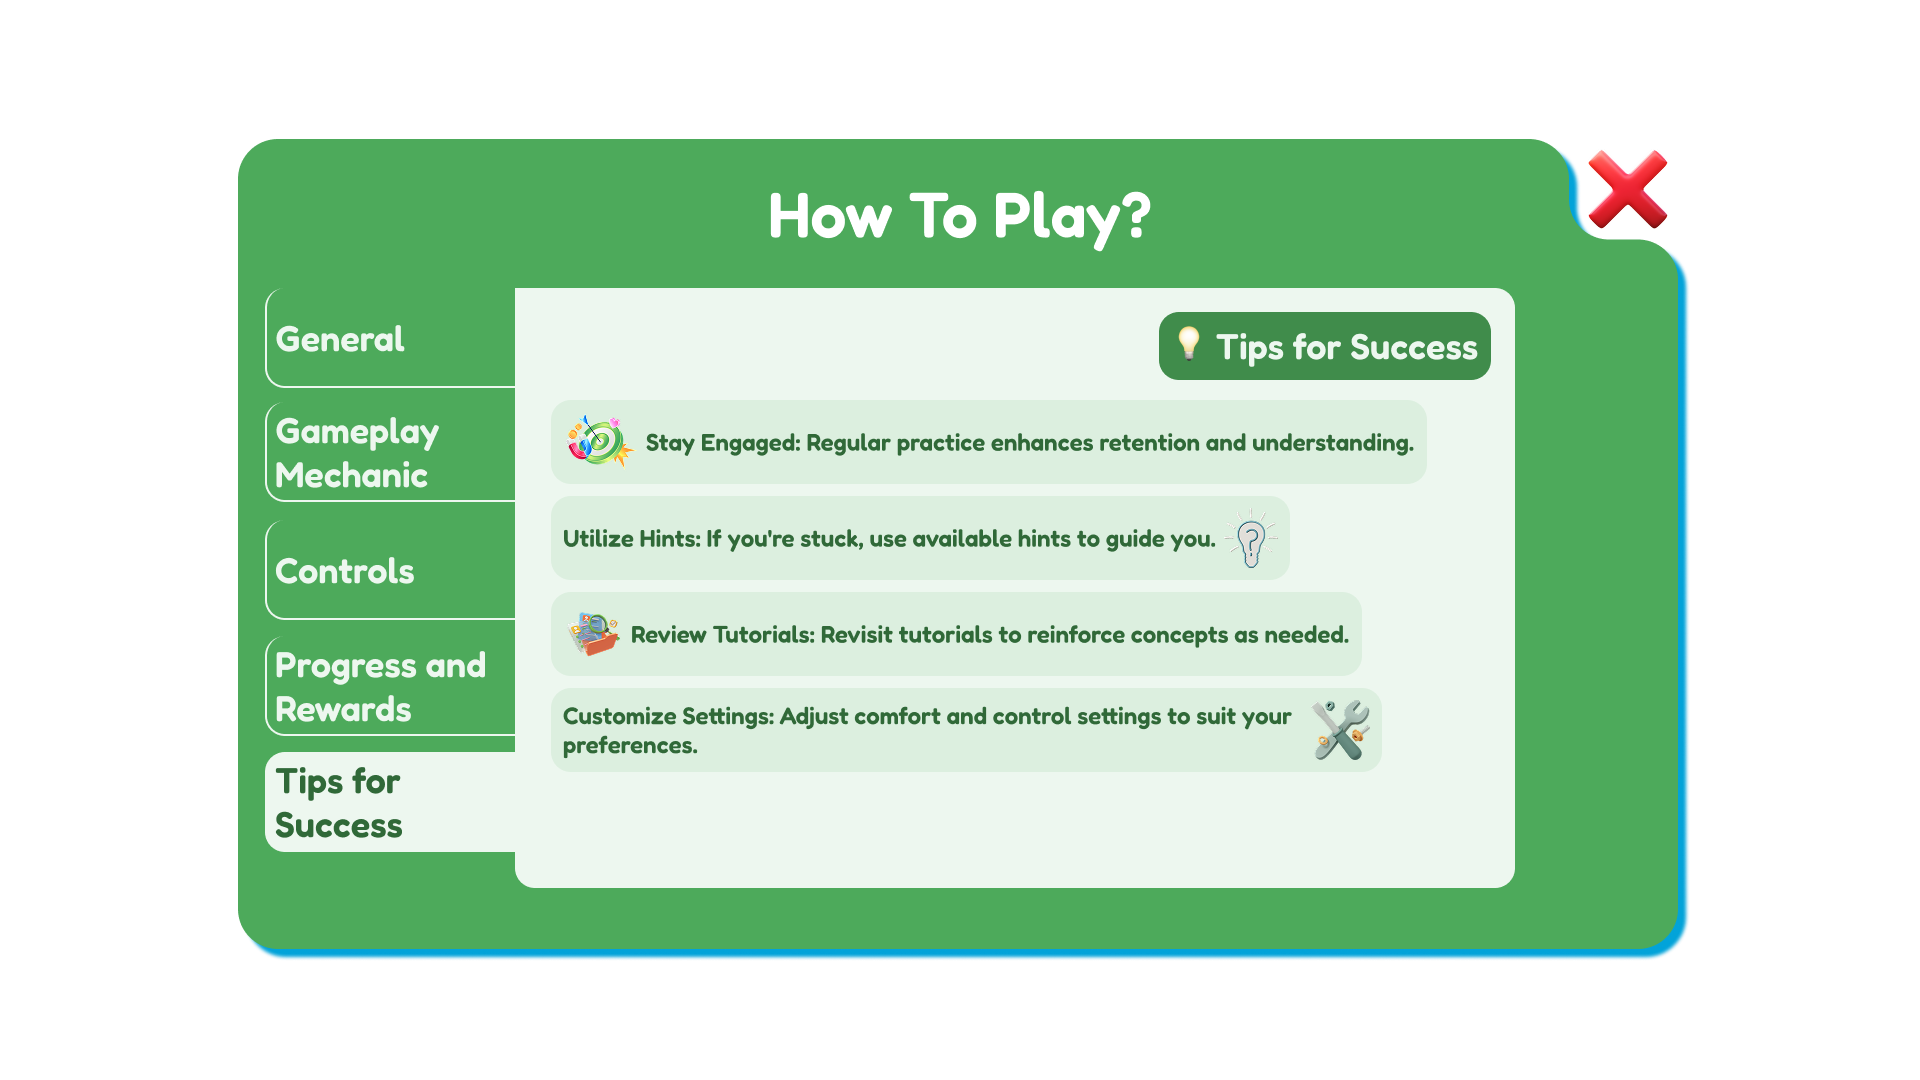 How To Play?
General
Gameplay
Mechanic
Controls
Progress and
Rewards
Tips for
Success
Tips for Success
Stay Engaged: Regular practice enhances retention and understanding.
Utilize Hints: If you're stuck, use available hints to guide you.
Review Tutorials: Revisit tutorials to reinforce concepts as needed.
Customize Settings: Adjust comfort and control settings to suit your
preferences.